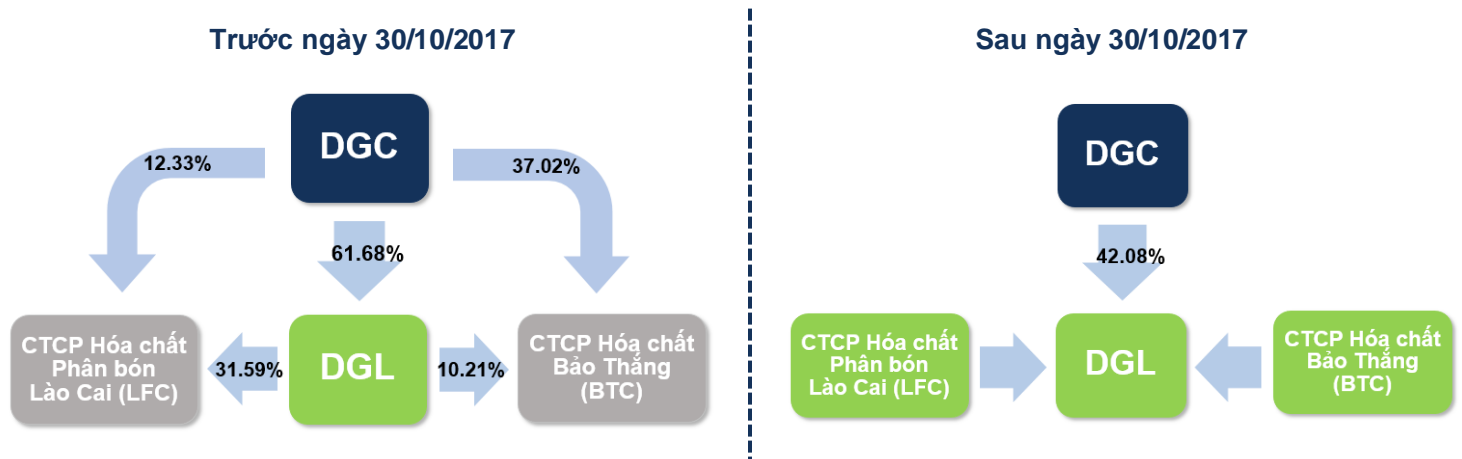 Trước ngày 30/10/2017
DGC
12.33%
37.02%
61.68%
CTCP Hóa chất
Phân bón
Lào Cai (LFC)
31.59%
DGL
10.21%
CTCP Hóa chất
Bảo Thắng
(BTC)
Sau ngày 30/10/2017
DGC
42.08%
CTCP Hóa chất
Phân bón
Lào Cai (LFC)
DGL
CTCP Hóa chất
Bảo Thắng
(BTC)